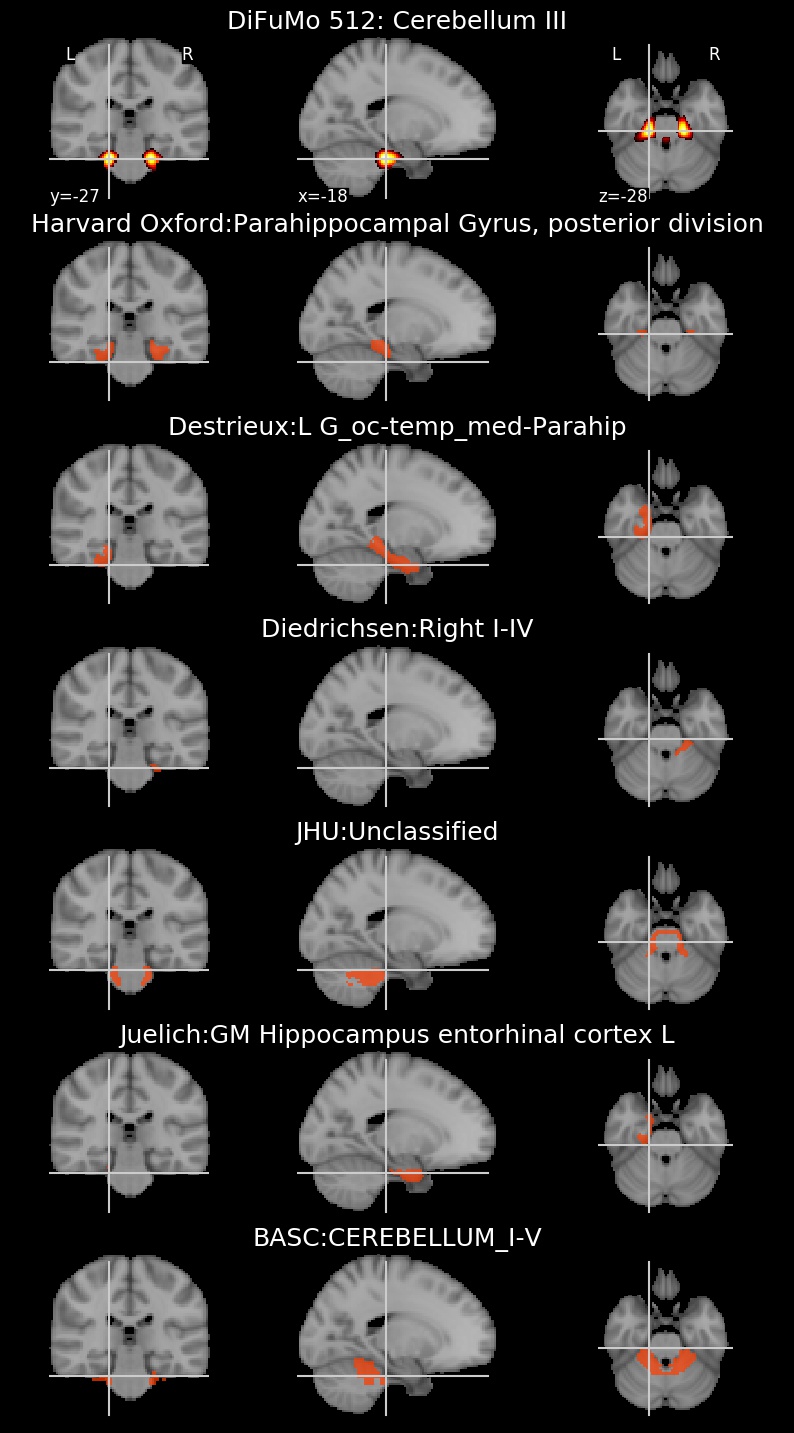 DiFuMo 512: Cerebellum III
L R L R
y=-27 x=-18 z=-28
Harvard Oxford:Parahippocampal Gyrus, posterior division
Destrieux:L G_oc-temp_med-Parahip
Diedrichsen:Right I-IV
JHU:Unclassified
Juelich:GM Hippocampus entorhinal cortex L
BASC:CEREBELLUM_I-V